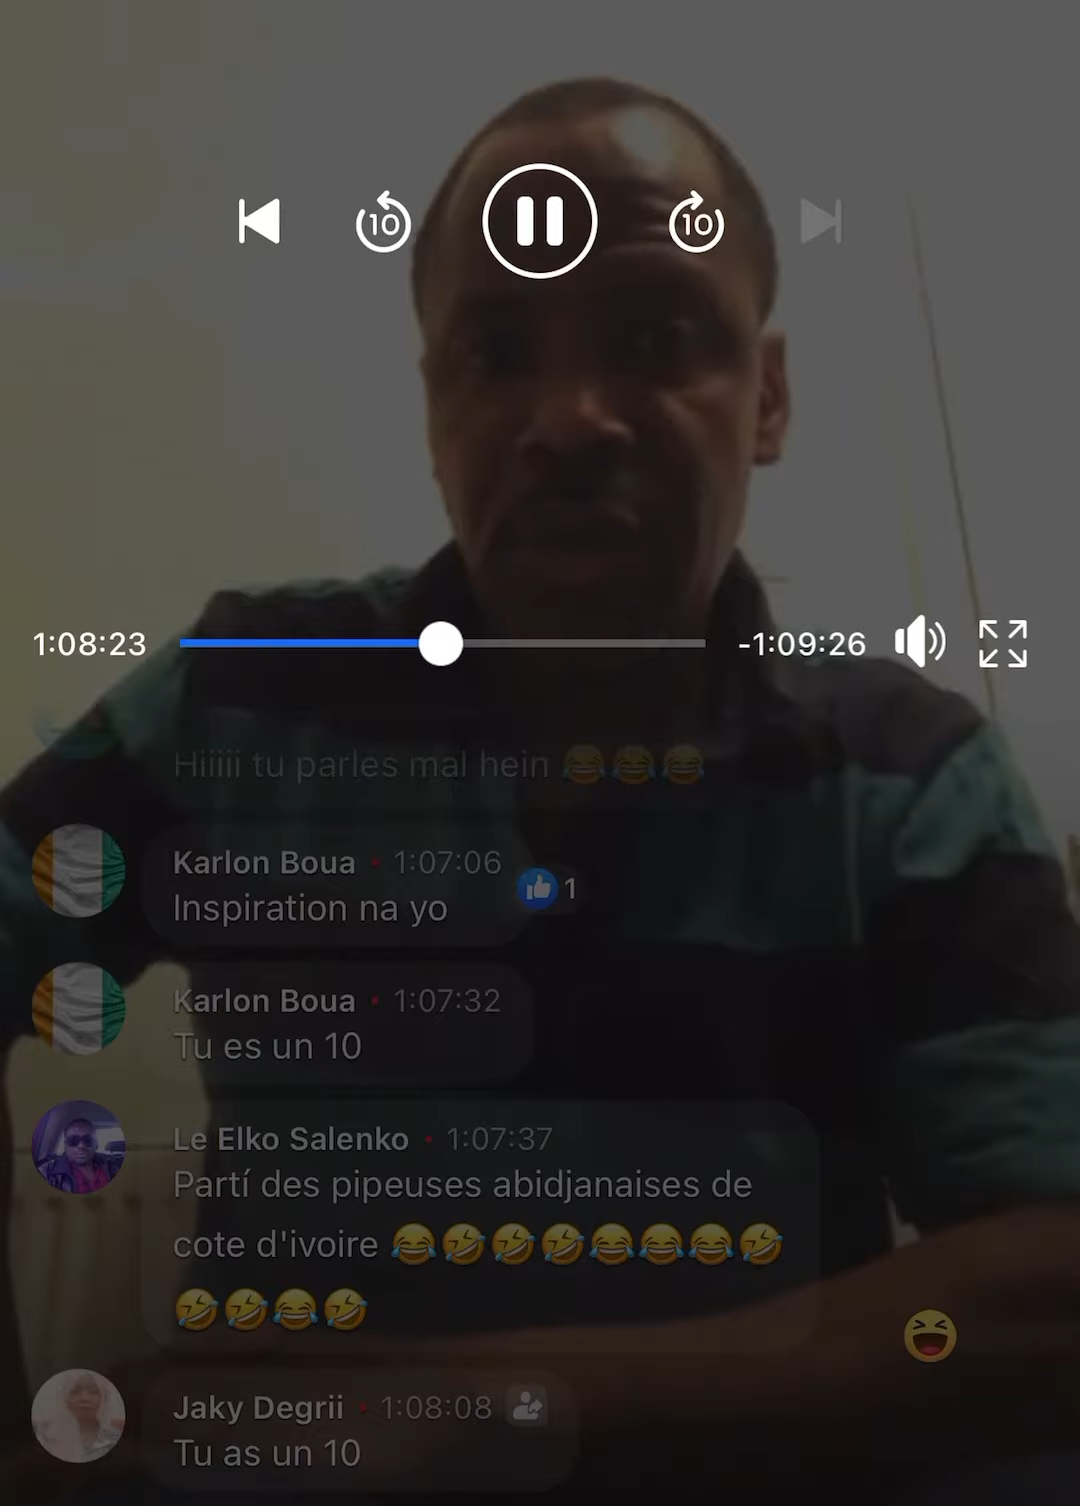 10
10
1:08:23
-1:09:26
Hiiiii tu parles mal hein 😂😂😂
Karlon Boua • 1:07:06
1
Inspiration na yo
Karlon Boua • 1:07:32
Tu es un 10
Le Elko Salenko • 1:07:37
Partí des pipeuses abidjanaises de
cote d'ivoire 😂🤣🤣🤣😂😂😂🤣
🤣🤣😂🤣
Jaky Degrii • 1:08:08
Tu as un 10